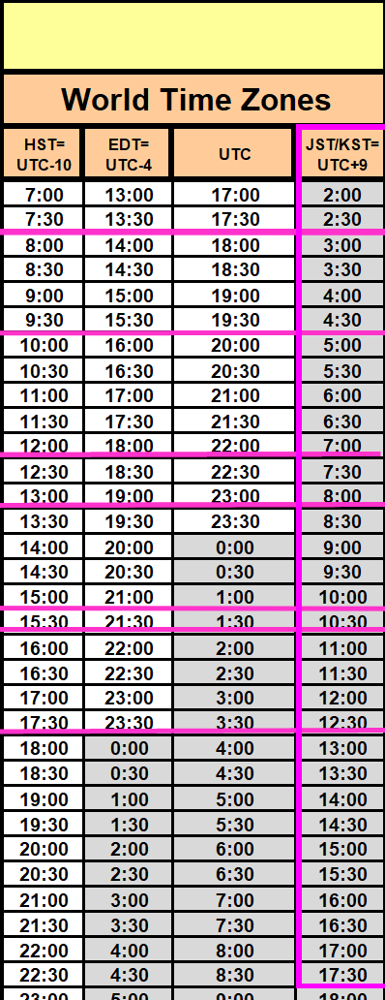 World Time Zones
HST= EDT= UTC JST/KST=
UTC-10 UTC-4 UTC+9
7:00 13:00 17:00 2:00
7:30 13:30 17:30 2:30
8:00 14:00 18:00 3:00
8:30 14:30 18:30 3:30
9:00 15:00 19:00 4:00
9:30 15:30 19:30 4:30
10:00 16:00 20:00 5:00
10:30 16:30 20:30 5:30
11:00 17:00 21:00 6:00
11:30 17:30 21:30 6:30
12:00 18:00 22:00 7:00
12:30 18:30 22:30 7:30
13:00 19:00 23:00 8:00
13:30 19:30 23:30 8:30
14:00 20:00 0:00 9:00
14:30 20:30 0:30 9:30
15:00 21:00 1:00 10:00
15:30 21:30 1:30 10:30
16:00 22:00 2:00 11:00
16:30 22:30 2:30 11:30
17:00 23:00 3:00 12:00
17:30 23:30 3:30 12:30
18:00 0:00 4:00 13:00
18:30 0:30 4:30 13:30
19:00 1:00 5:00 14:00
19:30 1:30 5:30 14:30
20:00 2:00 6:00 15:00
20:30 2:30 6:30 15:30
21:00 3:00 7:00 16:00
21:30 3:30 7:30 16:30
22:00 4:00 8:00 17:00
22:30 4:30 8:30 17:30
23:00 5:00 9:00 18:00